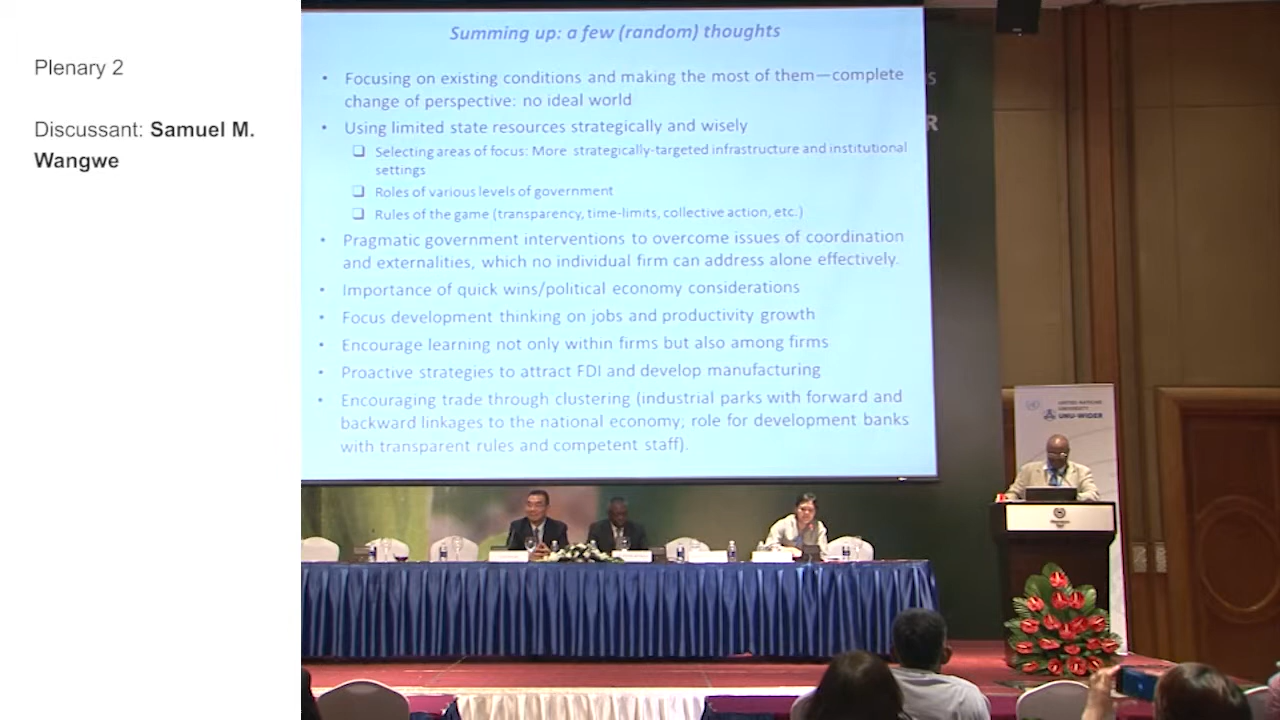 Plenary 2
Discussant: Samuel M.
Wangwe
Summing up: a few (random) thoughts
• Focusing on existing conditions and making the most of them—complete
change of perspective: no ideal world
• Using limited state resources strategically and wisely
❑ Selecting areas of focus: More strategically-targeted infrastructure and institutional
settings
❑ Roles of various levels of government
❑ Rules of the game (transparency, time-limits, collective action, etc.)
• Pragmatic government interventions to overcome issues of coordination
and externalities, which no individual firm can address alone effectively.
• Importance of quick wins/political economy considerations
• Focus development thinking on jobs and productivity growth
• Encourage learning not only within firms but also among firms
• Proactive strategies to attract FDI and develop manufacturing
• Encouraging trade through clustering (industrial parks with forward and
backward linkages to the national economy; role for development banks
with transparent rules and competent staff).
S
R
UNITED NATIONS
UNIVERSITY
UNU-WIDER